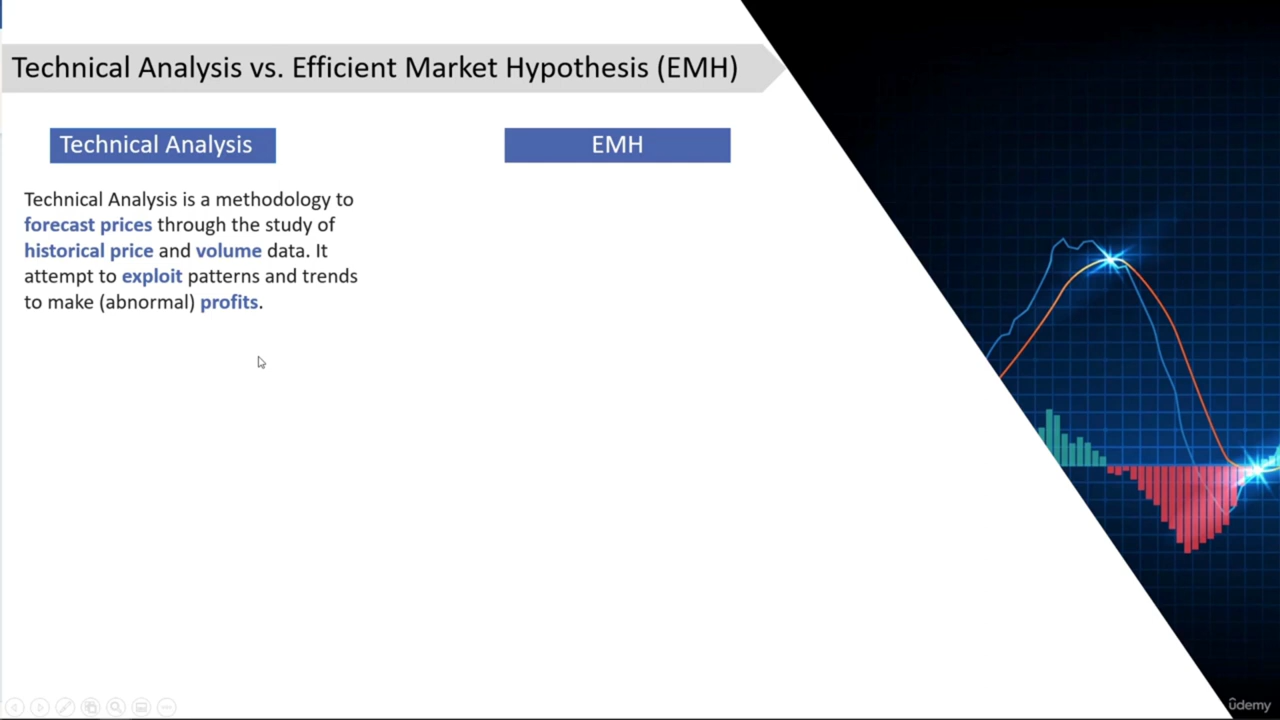 Technical Analysis vs. Efficient Market Hypothesis (EMH)
Technical Analysis
Technical Analysis is a methodology to
forecast prices through the study of
historical price and volume data. It
attempt to exploit patterns and trends
to make (abnormal) profits.
EMH
ûdemy